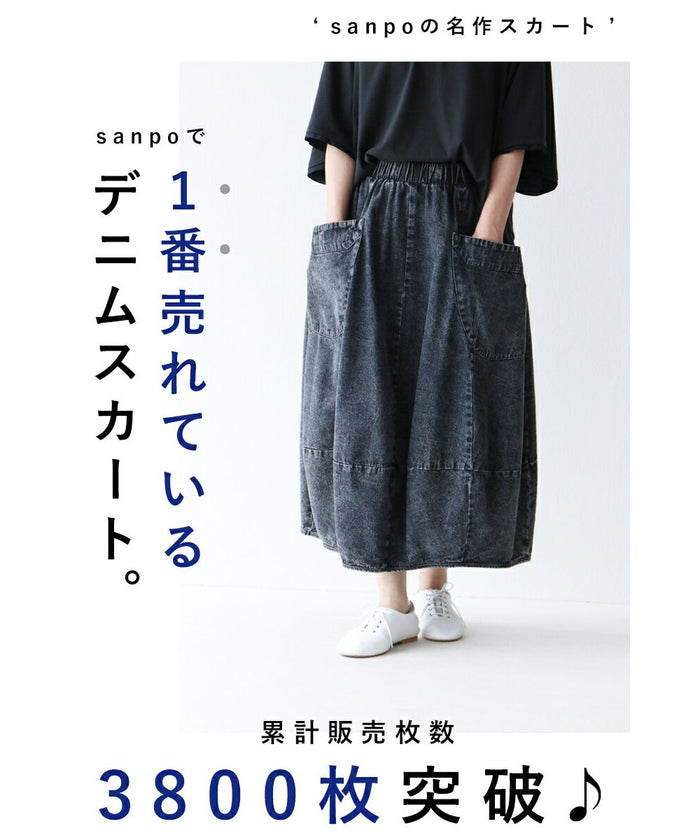 ‘sanpoの名作スカート’
sanpoで
1番売れている
デニムスカート。
累計販売枚数
3800枚突破♪